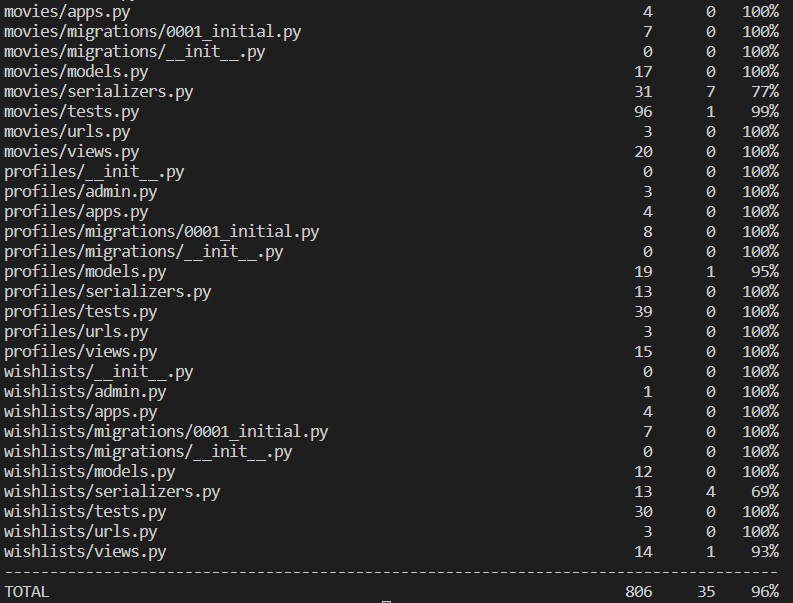 movies/apps.py 4 0 100%
movies/migrations/0001_initial.py 7 0 100%
movies/migrations/__init__.py 0 0 100%
movies/models.py 17 0 100%
movies/serializers.py 31 7 77%
movies/tests.py 96 1 99%
movies/urls.py 3 0 100%
movies/views.py 20 0 100%
profiles/__init__.py 0 0 100%
profiles/admin.py 3 0 100%
profiles/apps.py 4 0 100%
profiles/migrations/0001_initial.py 8 0 100%
profiles/migrations/__init__.py 0 0 100%
profiles/models.py 19 1 95%
profiles/serializers.py 13 0 100%
profiles/tests.py 39 0 100%
profiles/urls.py 3 0 100%
profiles/views.py 15 0 100%
wishlists/__init__.py 0 0 100%
wishlists/admin.py 1 0 100%
wishlists/apps.py 4 0 100%
wishlists/migrations/0001_initial.py 7 0 100%
wishlists/migrations/__init__.py 0 0 100%
wishlists/models.py 12 0 100%
wishlists/serializers.py 13 4 69%
wishlists/tests.py 30 0 100%
wishlists/urls.py 3 0 100%
wishlists/views.py 14 1 93%
--------------------------------------------------------------------------------------
TOTAL 806 35 96%